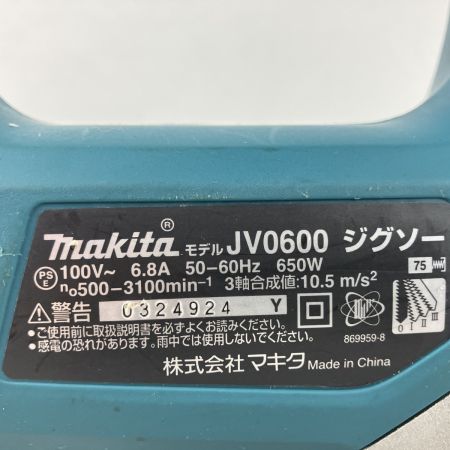 makita ® モデル JV0600 ジグソー
PS E 100V~ 6.8A 50-60Hz 650W 75
n₀500-3100min⁻¹ 3軸合成値:10.5 m/s²
⚠警告 0324924 Y
0 I II III
●ご使用前に取扱説明書を必ずよくお読みください。
869959-8
●感電の恐れがあります。雨中では使用しないでください。
株式会社 マキタ Made in China